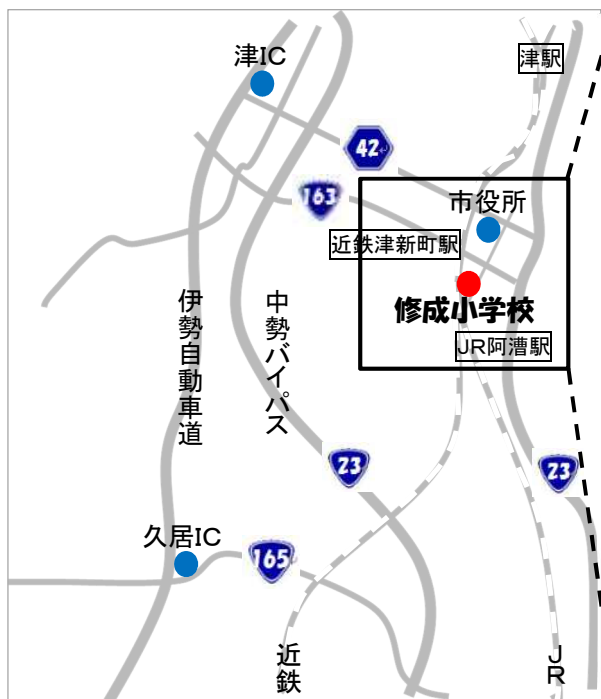 津IC
津駅
42
163
市役所
近鉄津新町駅
修成小学校
JR阿漕駅
伊勢自動車道
中勢バイパス
23
23
久居IC
165
近鉄
JR